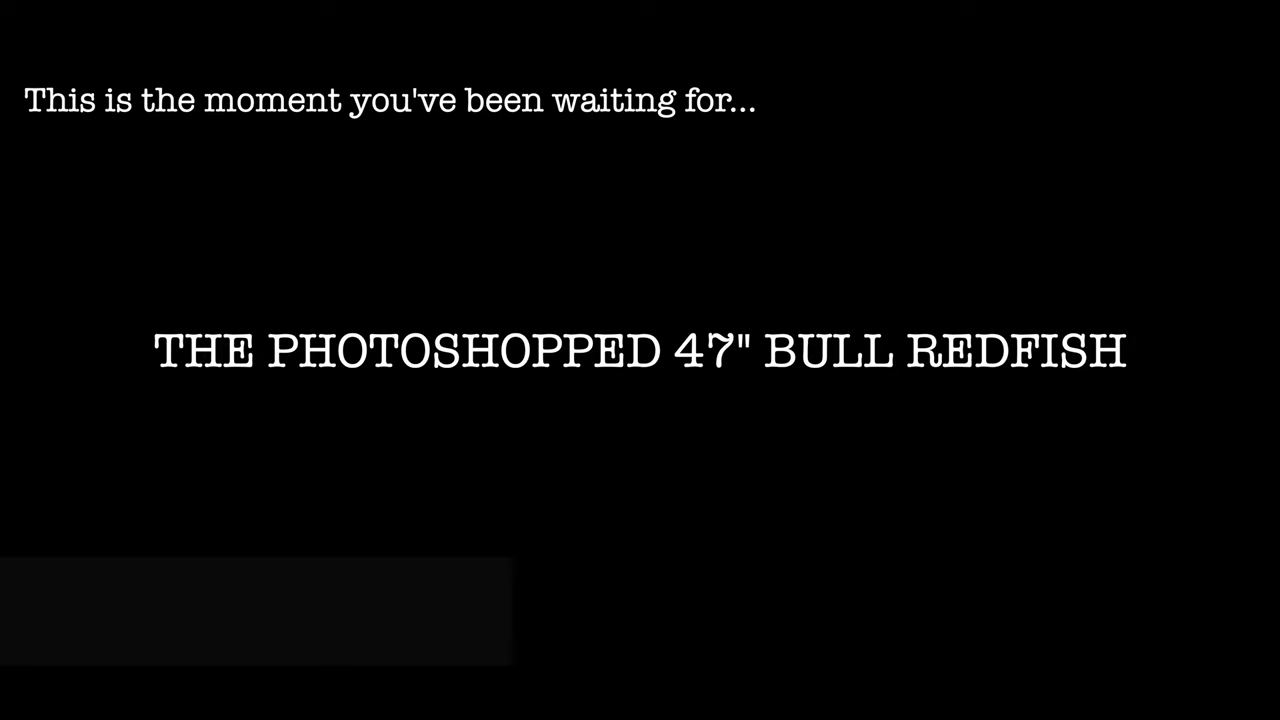 This is the moment you've been waiting for...
THE PHOTOSHOPPED 47" BULL REDFISH